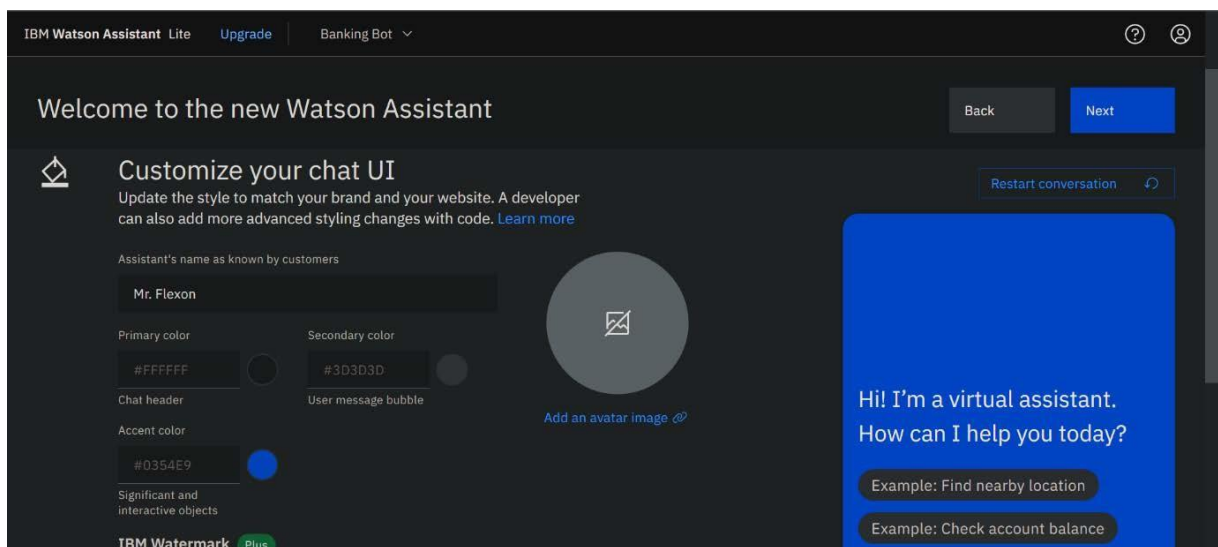 IBM Watson Assistant Lite Upgrade Banking Bot
Welcome to the new Watson Assistant
Back
Next
Customize your chat UI
Update the style to match your brand and your website. A developer
can also add more advanced styling changes with code. Learn more
Restart conversation
Assistant's name as known by customers
Mr. Flexon
Primary color
Secondary color
#FFFFFF
#3D3D3D
Chat header
User message bubble
Add an avatar image
Accent color
#0354E9
Significant and
interactive objects
IBM Watermark Plus
Hi! I'm a virtual assistant.
How can I help you today?
Example: Find nearby location
Example: Check account balance